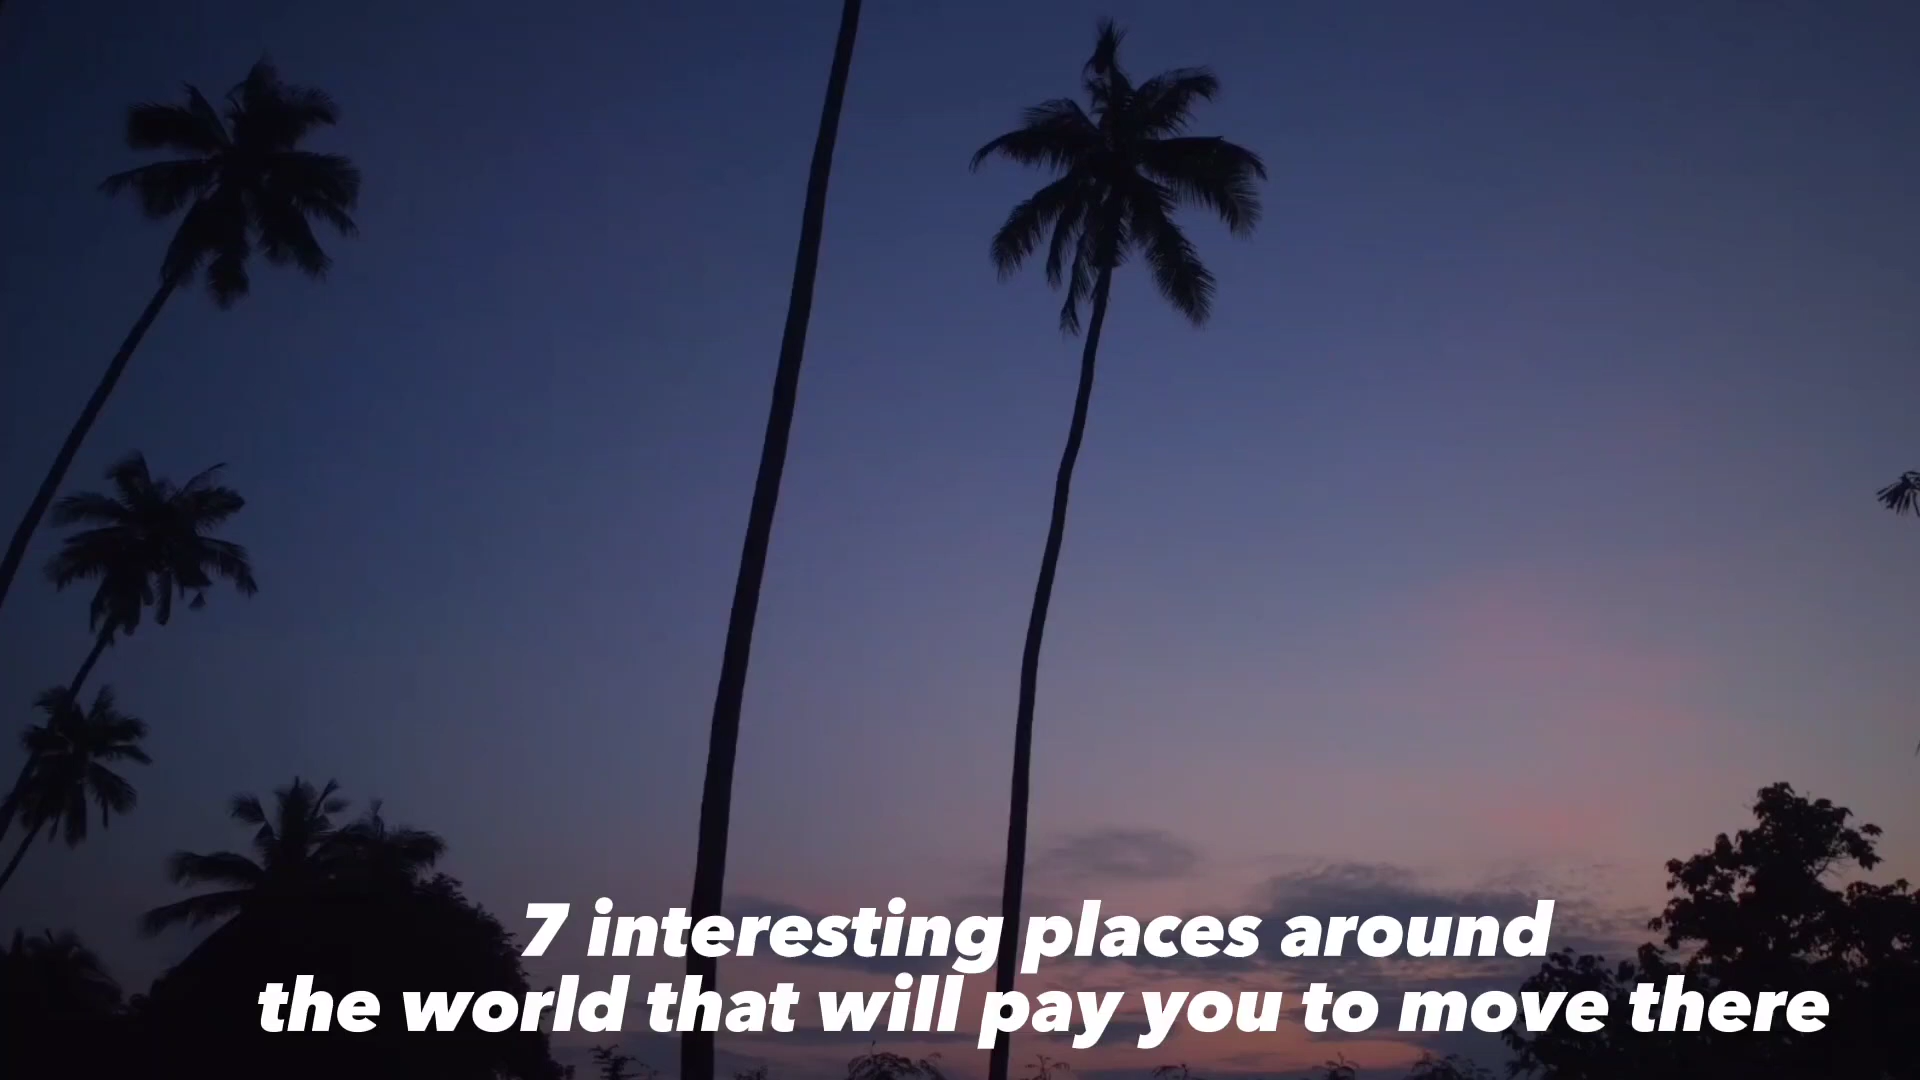 7 interesting places around
the world that will pay you to move there